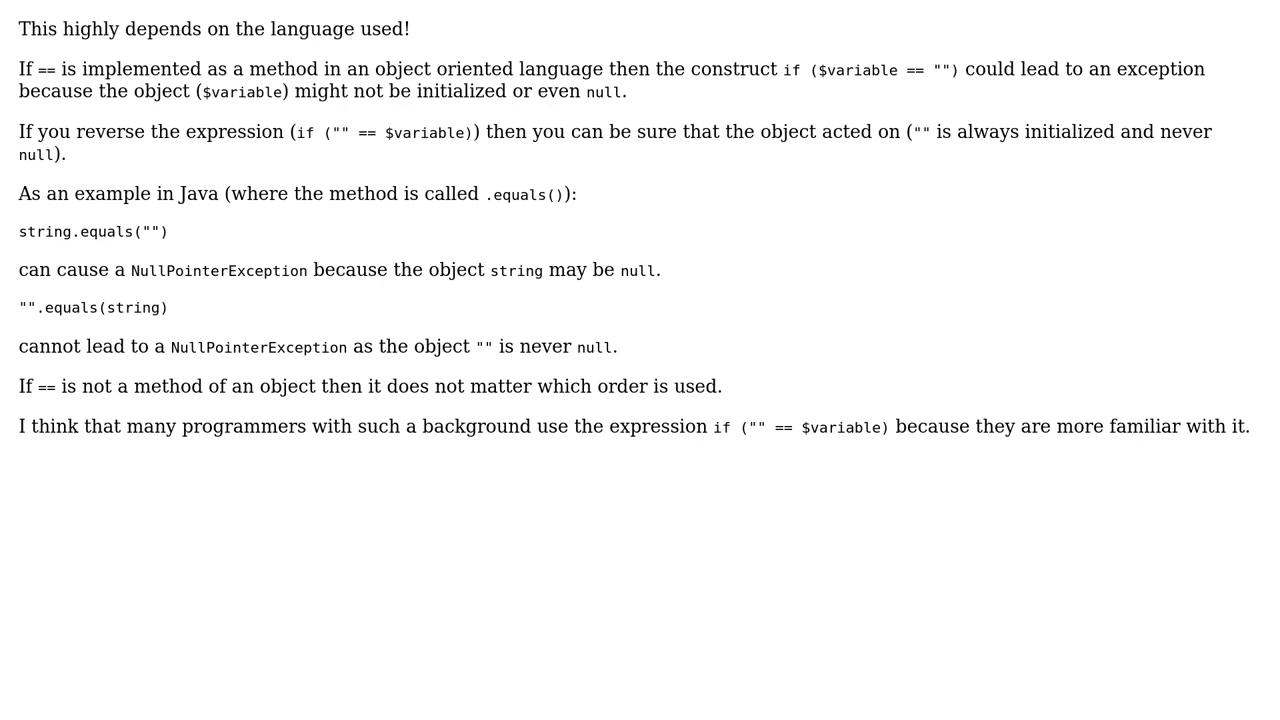 This highly depends on the language used!
If == is implemented as a method in an object oriented language then the construct if ($variable == "") could lead to an exception
because the object ($variable) might not be initialized or even null.
If you reverse the expression (if ("" == $variable)) then you can be sure that the object acted on ("" is always initialized and never
null).
As an example in Java (where the method is called .equals()):
string.equals("")
can cause a NullPointerException because the object string may be null.
"".equals(string)
cannot lead to a NullPointerException as the object "" is never null.
If == is not a method of an object then it does not matter which order is used.
I think that many programmers with such a background use the expression if ("" == $variable) because they are more familiar with it.